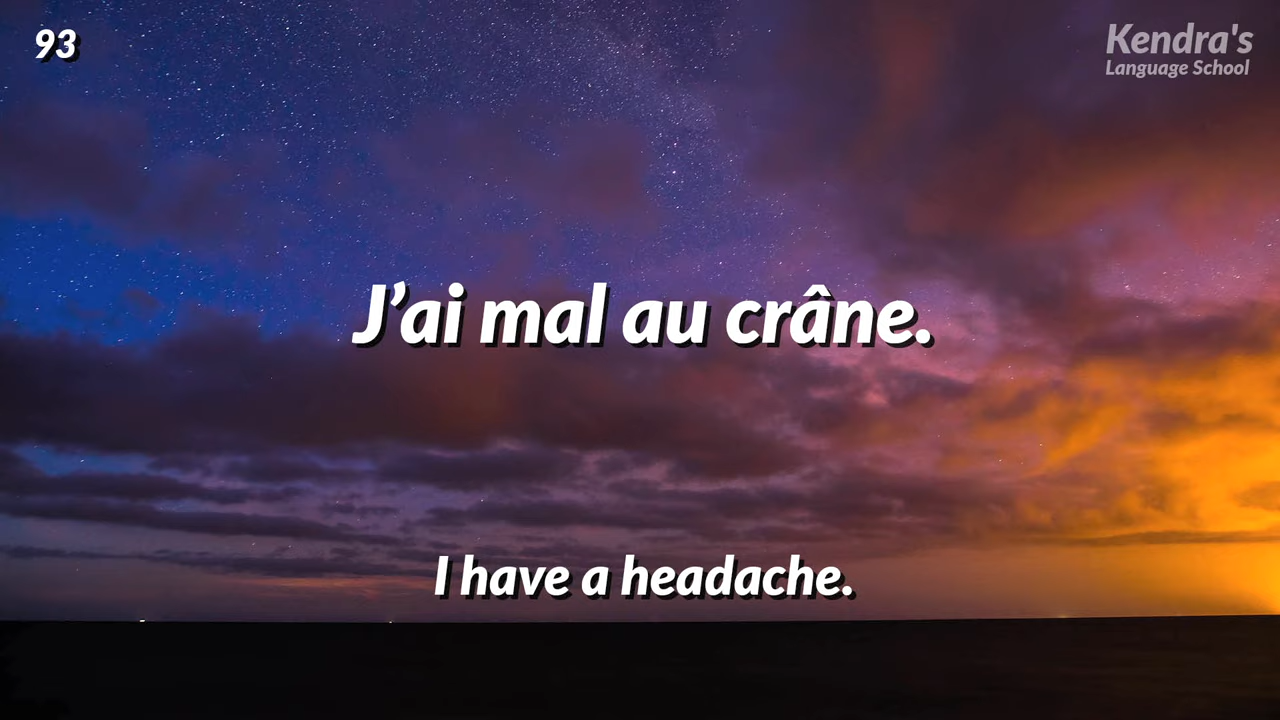 93
Kendra's
Language School
J’ai mal au crâne.
I have a headache.